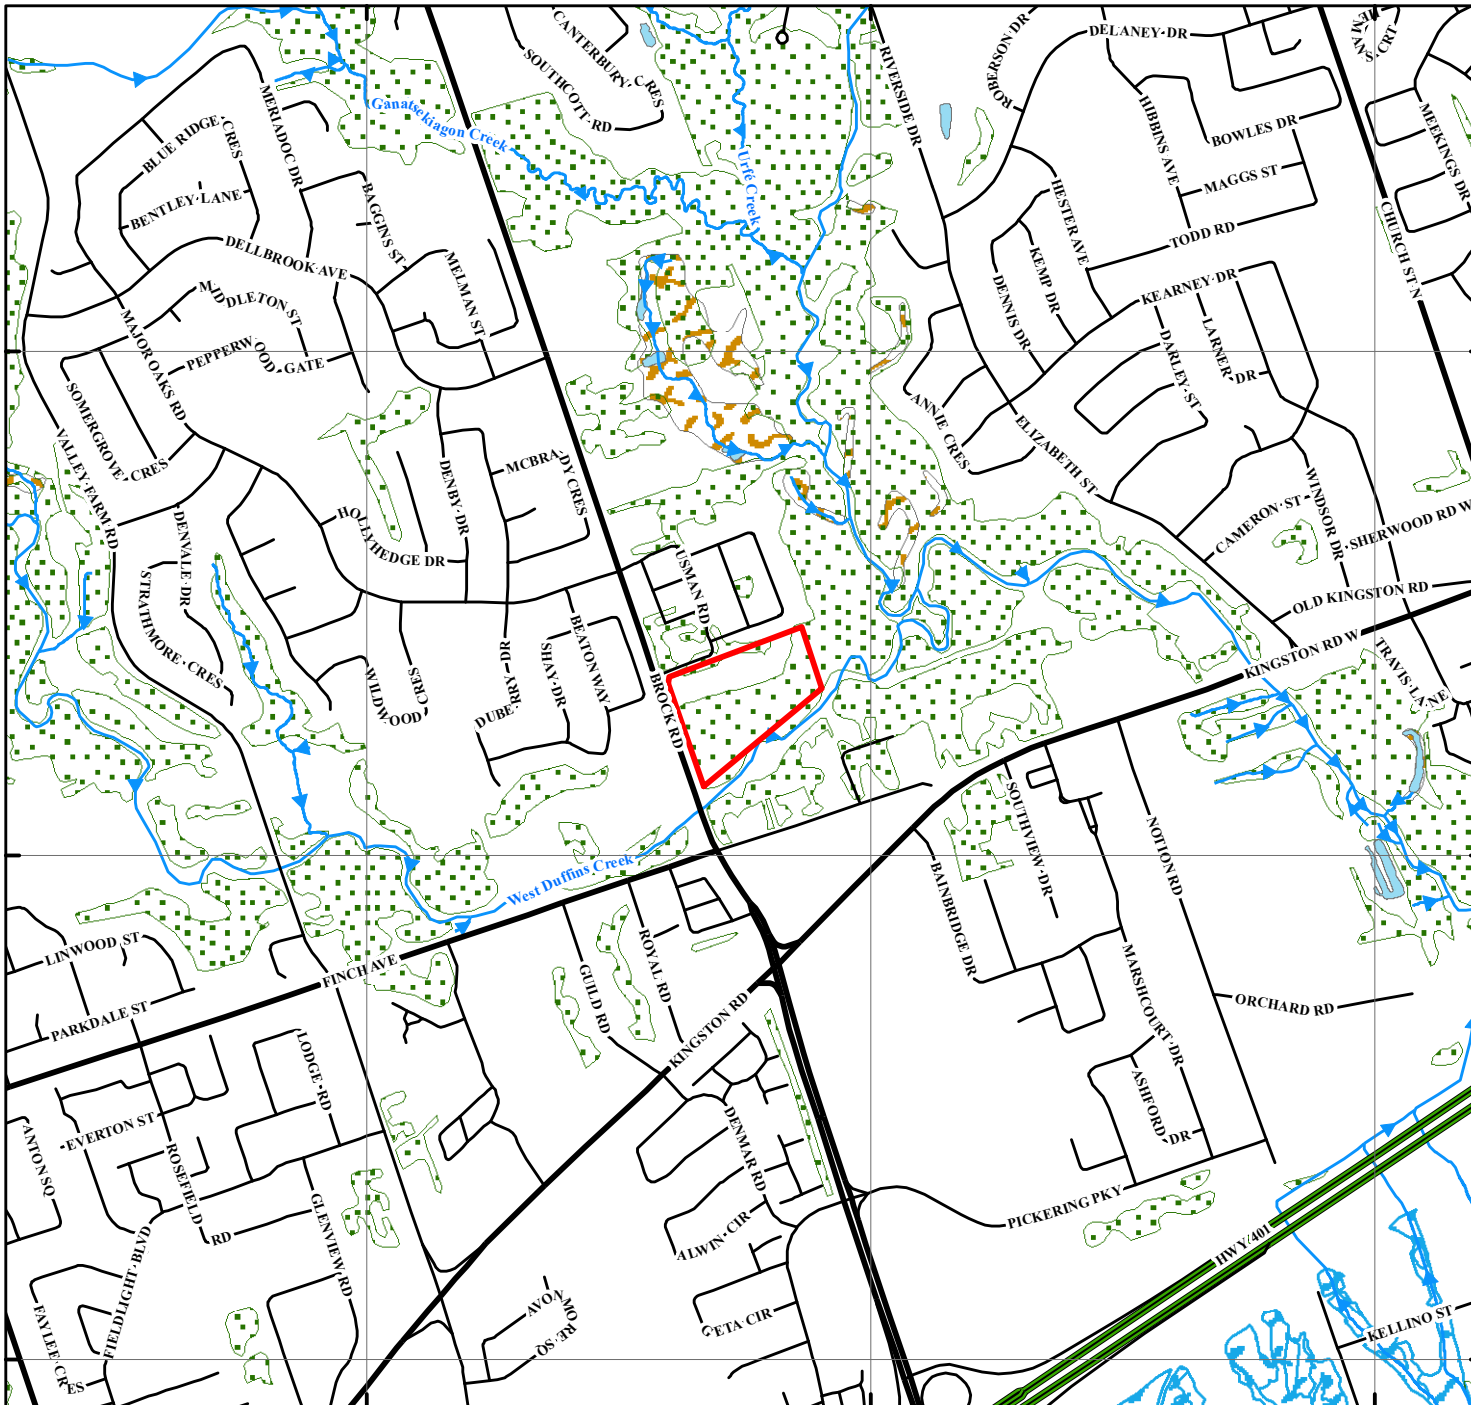 CANTERBURY CRES
SOUTHCOTT RD
RIVERSIDE DR
ROBERSON DR
DELANEY DR
HIBBINS AVE
BOWLES DR
MAGGS ST
MEEKINGS DR
CHURCH ST N
TODD RD
BLUE RIDGE CRES
MERIADOC DR
Ganatsekiagon Creek
Urfé Creek
BENTLEY LANE
BAGGINS ST
DELLBROOK AVE
MELMAN ST
HESTER AVE
KEMP DR
DENNIS DR
KEARNEY DR
MIDDLETON ST
MAJOR OAKS RD
PEPPERWOOD GATE
DARLEY ST
LARNER DR
SOMERGROVE CRES
VALLEY FARM RD
ANNIE CRES
ELIZABETH ST
DENBY DR
MCBRADY CRES
HOLLYHEDGE DR
WINDSOR DR
CAMERON ST
SHERWOOD RD W
DENVALE DR
STRATHMORE CRES
USMAN RD
OLD KINGSTON RD
KINGSTON RD W
TRAVIS LANE
WILDWOOD CRES
DUBERRY DR
SHAY DR
BEATON WAY
BROCK RD
SOUTHVIEW DR
NOTION RD
BAINBRIDGE DR
West Duffins Creek
LINWOOD ST
FINCH AVE
PARKDALE ST
GUILD RD
ROYAL RD
KINGSTON RD
MARSHCOURT DR
ORCHARD RD
LODGE RD
EVERTON ST
ANTON SQ
ROSEFIELD RD
ASHFORD DR
DENMAR RD
GLENVIEW RD
PICKERING PKY
ALWIN CIR
HWY 401
FIELDLIGHT BLVD
FAYLEE CRES
AVONMORE SQ
GETA CIR
KELLINO ST